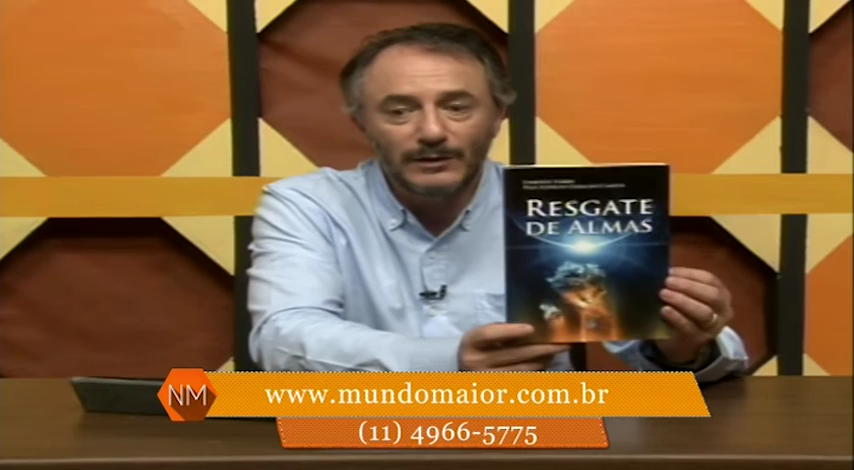 RESGATE
DE ALMAS
NM
www.mundomaior.com.br
(11) 4966-5775